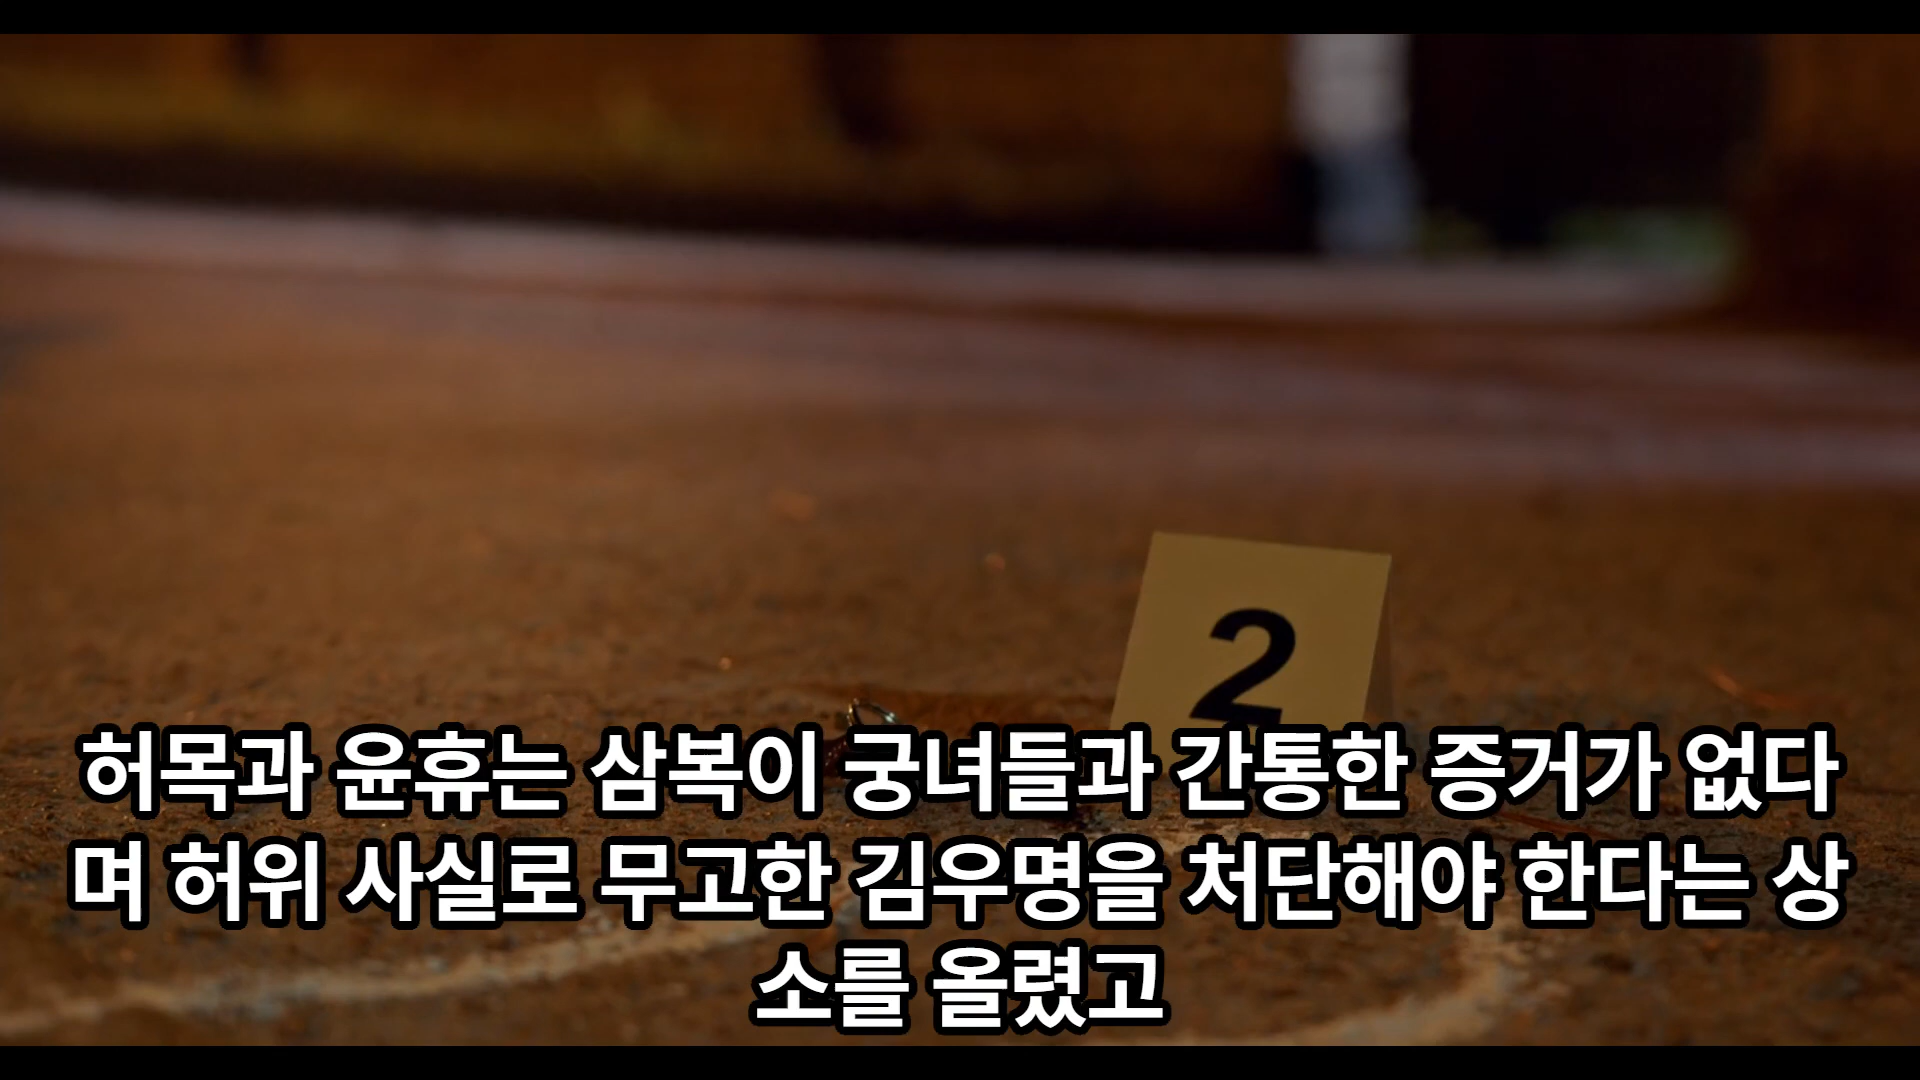 2
허목과 윤휴는 삼복이 궁녀들과 간통한 증거가 없다
며 허위 사실로 무고한 김우명을 처단해야 한다는 상
소를 올렸고